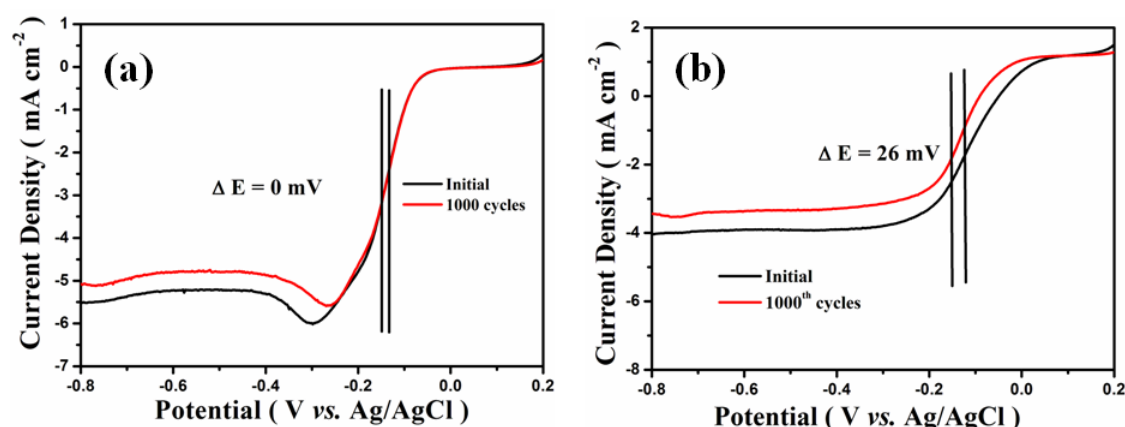 (a)
1
0
-1
-2
-3
-4
-5
-6
-7
Current Density ( mA cm⁻² )
Δ E = 0 mV
Initial
1000 cycles
-0.8 -0.6 -0.4 -0.2 0.0 0.2
Potential ( V vs. Ag/AgCl )
(b)
2
0
-2
-4
-6
-8
Current Density ( mA cm⁻² )
Δ E = 26 mV
Initial
1000ᵗʰ cycles
-0.8 -0.6 -0.4 -0.2 0.0 0.2
Potential ( V vs. Ag/AgCl )